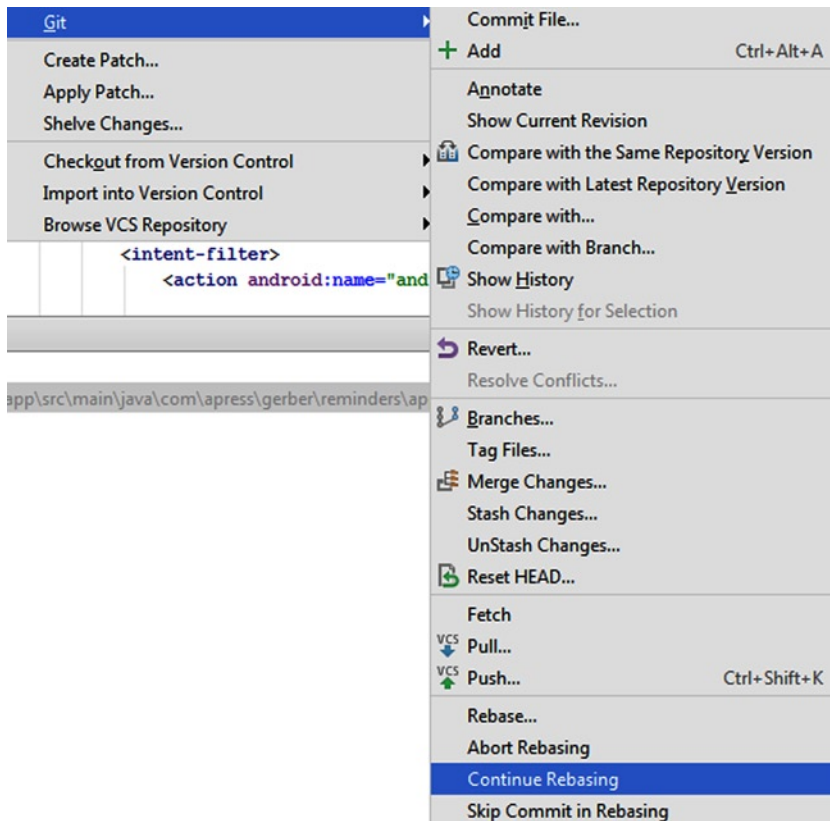 Git
Create Patch...
Apply Patch...
Shelve Changes...
Checkout from Version Control
Import into Version Control
Browse VCS Repository
<intent-filter>
<action android:name="and
app\src\main\java\com\apress\gerber\reminders\ap
Commit File...
Add Ctrl+Alt+A
Annotate
Show Current Revision
Compare with the Same Repository Version
Compare with Latest Repository Version
Compare with...
Compare with Branch...
Show History
Show History for Selection
Revert...
Resolve Conflicts...
Branches...
Tag Files...
Merge Changes...
Stash Changes...
UnStash Changes...
Reset HEAD...
Fetch
VCS Pull...
VCS Push... Ctrl+Shift+K
Rebase...
Abort Rebasing
Continue Rebasing
Skip Commit in Rebasing